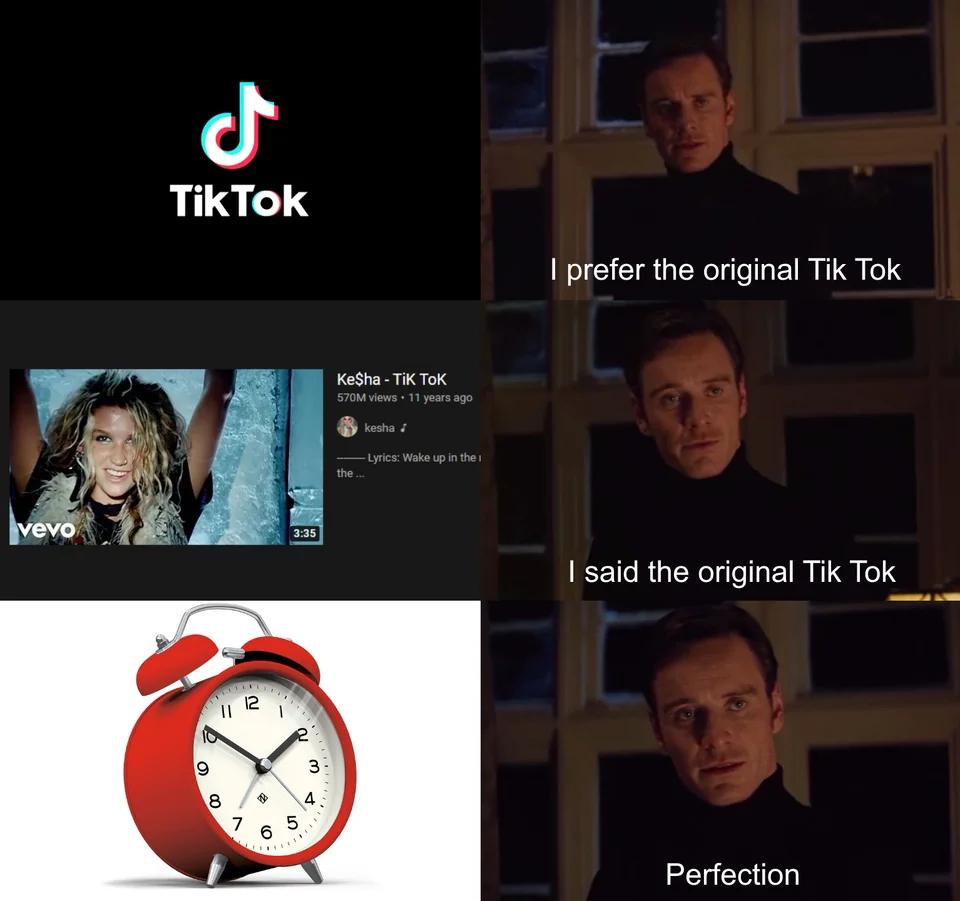 TikTok
I prefer the original Tik Tok
Ke$ha - TiK ToK
570M views • 11 years ago
kesha
Lyrics: Wake up in the
the ...
vevo
3:35
I said the original Tik Tok
12
11 1
10 2
9 3
8 4
7 5
6
Perfection